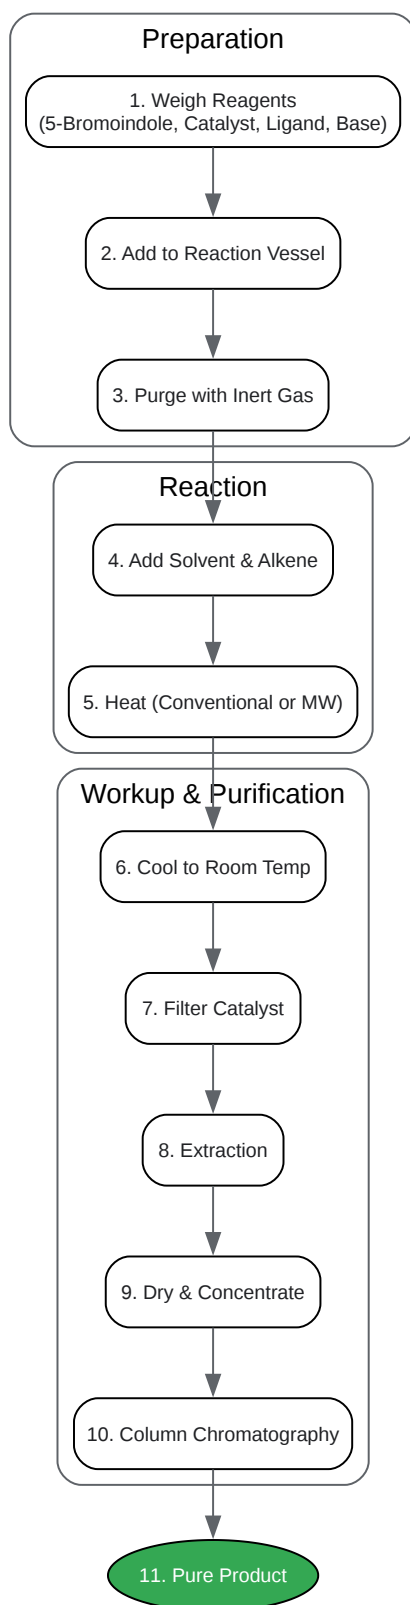 Preparation
1. Weigh Reagents
(5-Bromoindole, Catalyst, Ligand, Base)
2. Add to Reaction Vessel
3. Purge with Inert Gas
Reaction
4. Add Solvent & Alkene
5. Heat (Conventional or MW)
Workup & Purification
6. Cool to Room Temp
7. Filter Catalyst
8. Extraction
9. Dry & Concentrate
10. Column Chromatography
11. Pure Product